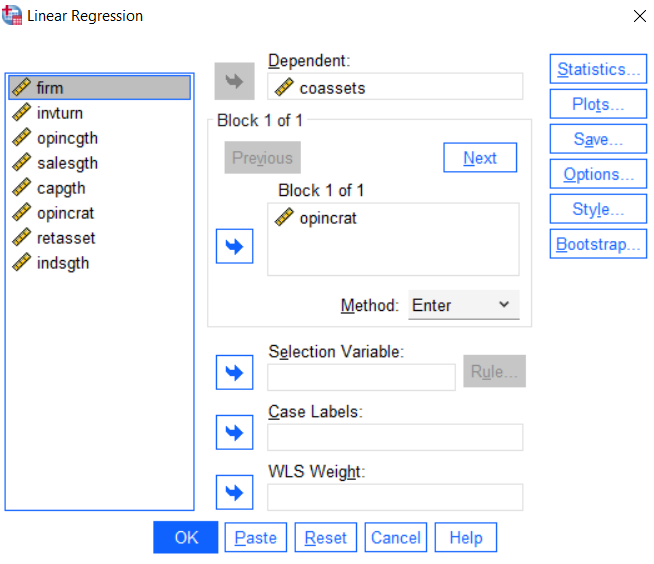 Linear Regression
firm
invturn
opincgth
salesgth
capgth
opincrat
retasset
indsgth
Dependent:
coassets
Block 1 of 1
Previous
Next
Block 1 of 1
opincrat
Method: Enter
Selection Variable:
Rule...
Case Labels:
WLS Weight:
Statistics...
Plots...
Save...
Options...
Style...
Bootstrap...
OK Paste Reset Cancel Help